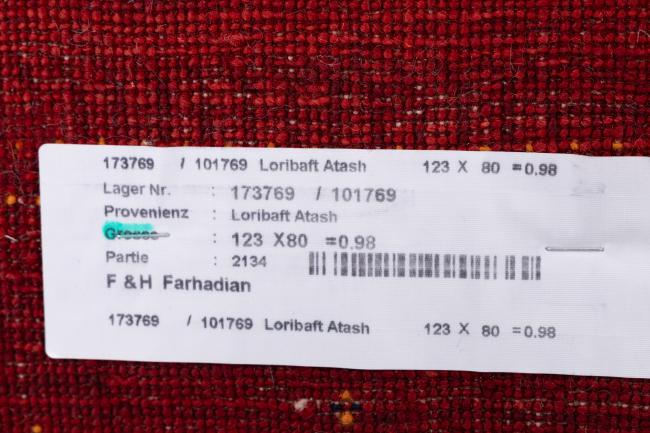 173769 / 101769 Loribaft Atash 123 X 80 =0.98
Lager Nr. : 173769 / 101769
Provenienz : Loribaft Atash
Grosse : 123 X80 =0.98
Partie : 2134
F & H Farhadian
173769 / 101769 Loribaft Atash 123 X 80 =0.98